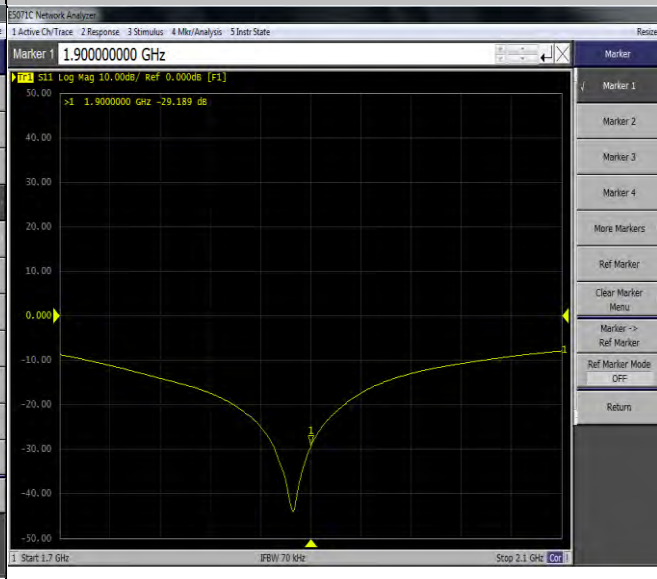 E5071C Network Analyzer
1 Active Ch/Trace 2 Response 3 Stimulus 4 Mkr/Analysis 5 Instr State
Resize
Marker 1 1.900000000 GHz
Tr1 S11 Log Mag 10.00dB/ Ref 0.000dB [F1]
>1 1.9000000 GHz -29.189 dB
50.00
40.00
30.00
20.00
10.00
0.000
-10.00
-20.00
-30.00
-40.00
-50.00
1
1
1 Start 1.7 GHz
IFBW 70 kHz
Stop 2.1 GHz Cor !
Marker
√ Marker 1
Marker 2
Marker 3
Marker 4
More Markers
Ref Marker
Clear Marker
Menu
Marker ->
Ref Marker
Ref Marker Mode
OFF
Return